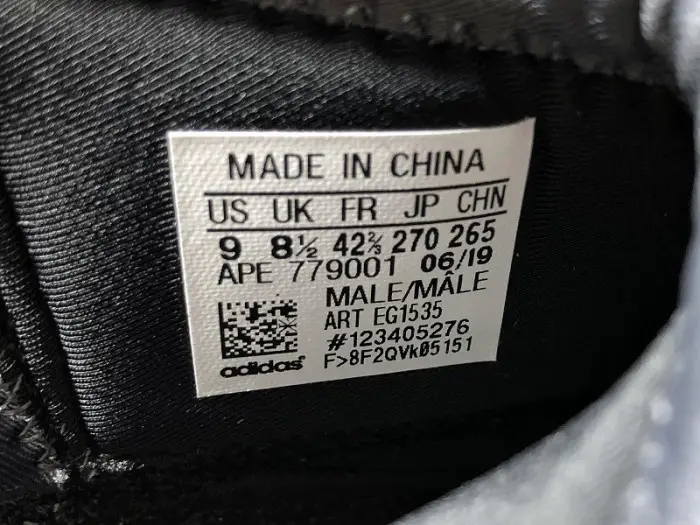 MADE IN CHINA
US UK FR JP CHN
9 8½ 42⅔ 270 265
APE 779001 06/19
MALE/MÂLE
ART EG1535
#123405276
F>8F2QVkØ5151
adidas